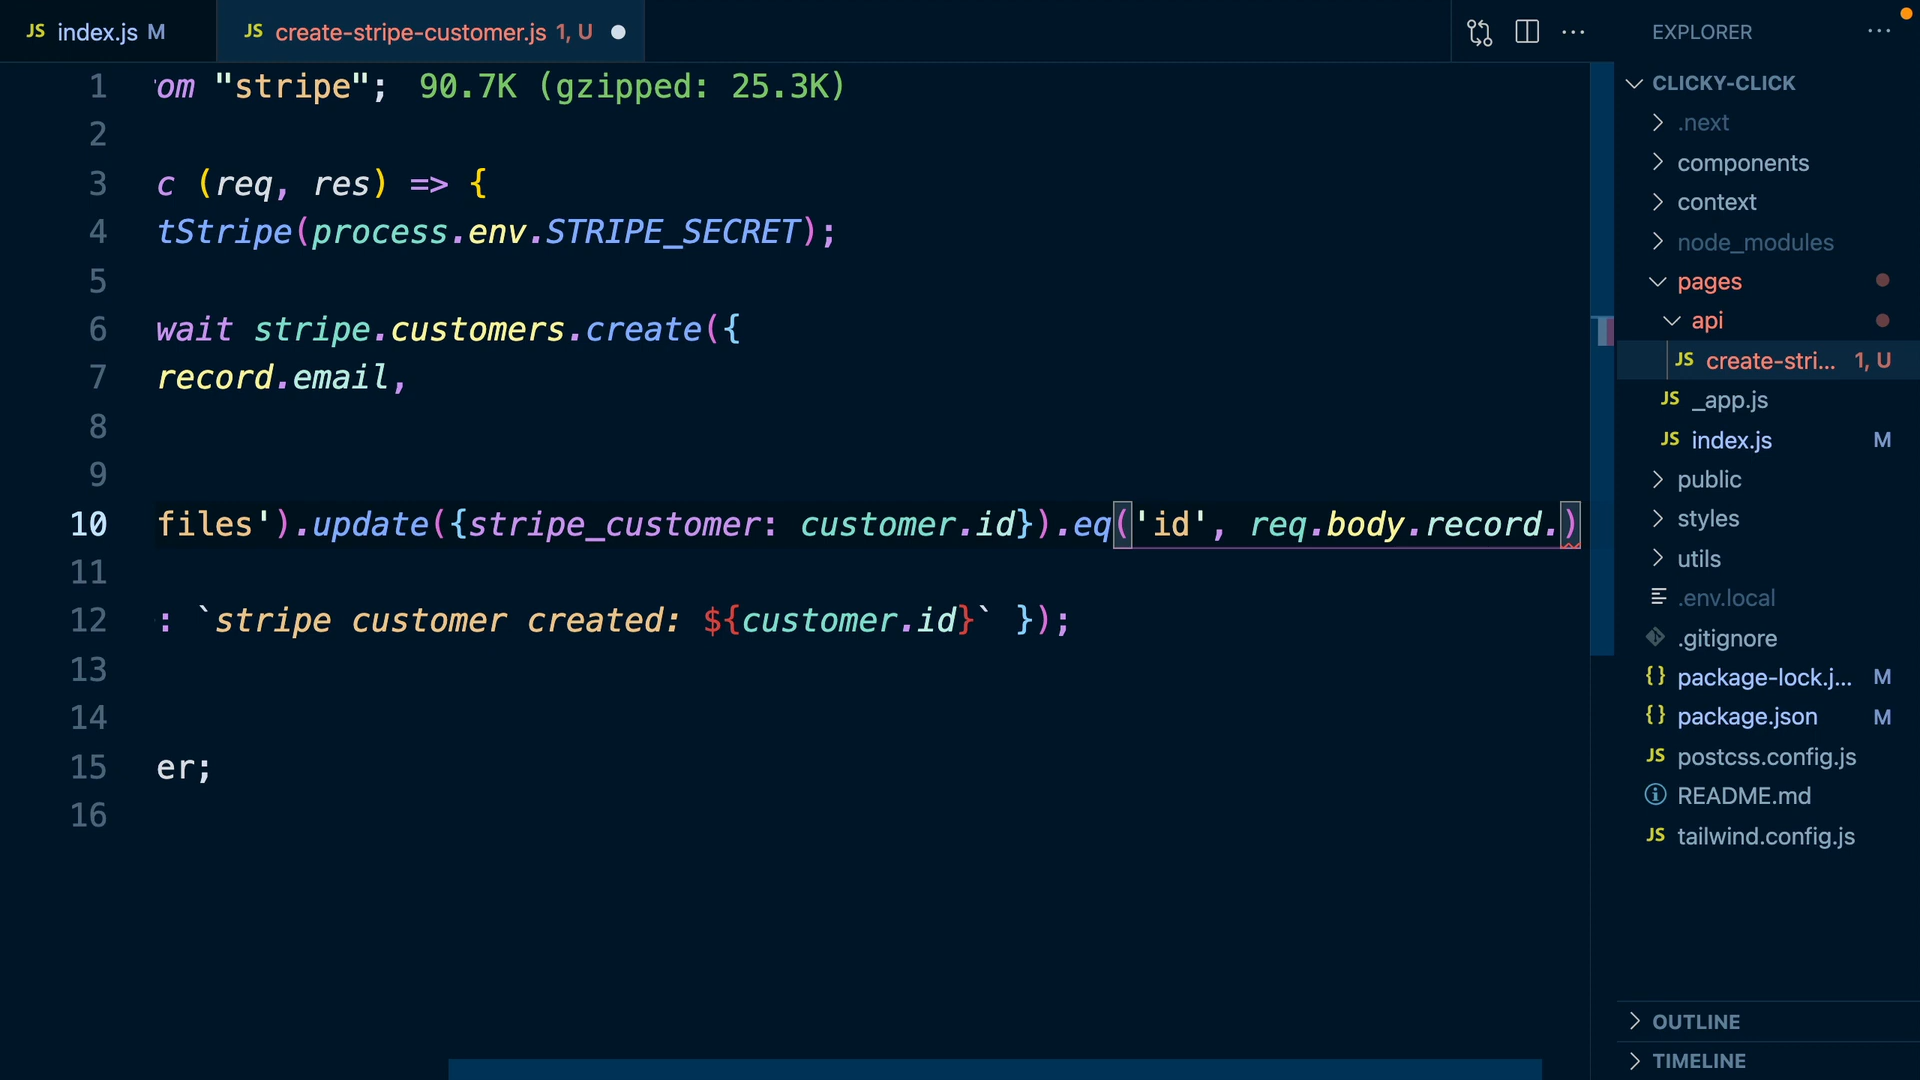 JS index.js M
JS create-stripe-customer.js 1, U
EXPLORER
1 om "stripe"; 90.7K (gzipped: 25.3K)
2
3 c (req, res) => {
4 tStripe(process.env.STRIPE_SECRET);
5
6 wait stripe.customers.create({
7 record.email,
8
9
10 files').update({stripe_customer: customer.id}).eq('id', req.body.record.)
11
12 : `stripe customer created: ${customer.id}` });
13
14
15 er;
16
CLICKY-CLICK
.next
components
context
node_modules
pages
api
JS create-stri... 1, U
JS _app.js
JS index.js M
public
styles
utils
.env.local
.gitignore
{} package-lock.j... M
{} package.json M
JS postcss.config.js
README.md
JS tailwind.config.js
OUTLINE
TIMELINE